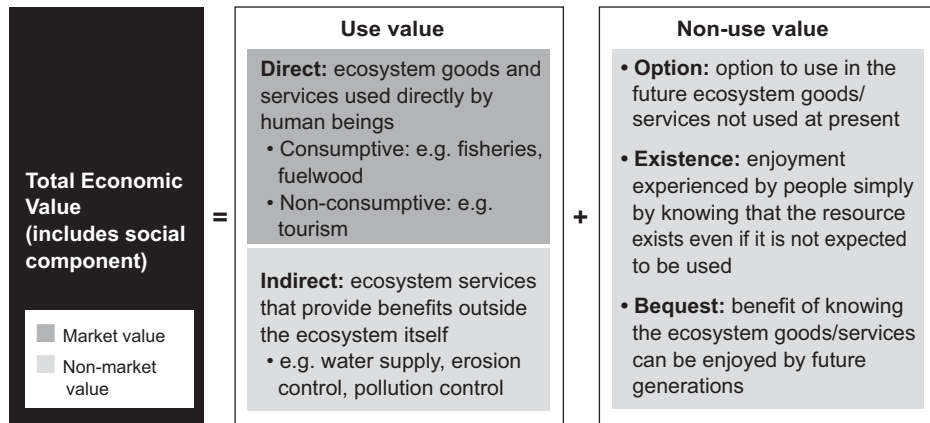 Total Economic
Value
(includes social
component)
Market value
Non-market
value
=
Use value
Direct: ecosystem goods and
services used directly by
human beings
• Consumptive: e.g. fisheries,
fuelwood
• Non-consumptive: e.g.
tourism
Indirect: ecosystem services
that provide benefits outside
the ecosystem itself
• e.g. water supply, erosion
control, pollution control
+
Non-use value
• Option: option to use in the
future ecosystem goods/
services not used at present
• Existence: enjoyment
experienced by people simply
by knowing that the resource
exists even if it is not expected
to be used
• Bequest: benefit of knowing
the ecosystem goods/services
can be enjoyed by future
generations